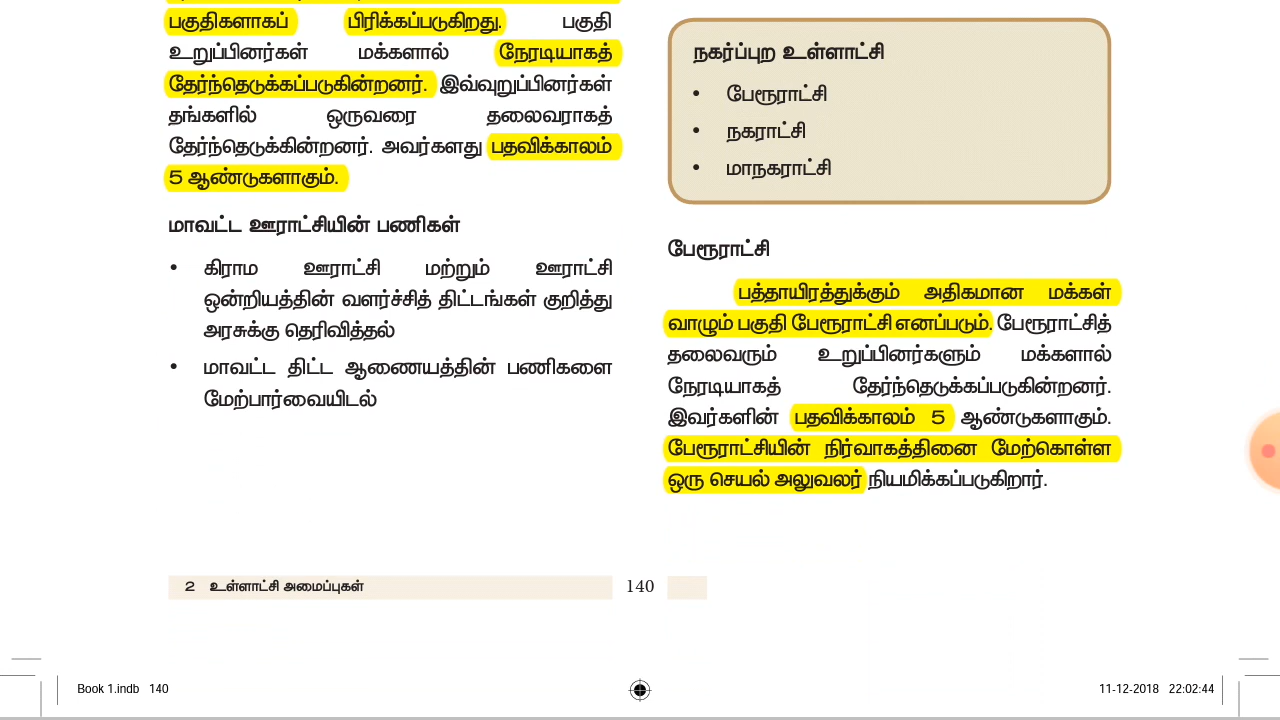 பகுதிகளாகப் பிரிக்கப்படுகிறது. பகுதி
உறுப்பினர்கள் மக்களால் நேரடியாகத்
தேர்ந்தெடுக்கப்படுகின்றனர். இவ்வுறுப்பினர்கள்
தங்களில் ஒருவரை தலைவராகத்
தேர்ந்தெடுக்கின்றனர். அவர்களது பதவிக்காலம்
5 ஆண்டுகளாகும்.
மாவட்ட ஊராட்சியின் பணிகள்
• கிராம ஊராட்சி மற்றும் ஊராட்சி
ஒன்றியத்தின் வளர்ச்சித் திட்டங்கள் குறித்து
அரசுக்கு தெரிவித்தல்
• மாவட்ட திட்ட ஆணையத்தின் பணிகளை
மேற்பார்வையிடல்
நகர்ப்புற உள்ளாட்சி
• பேரூராட்சி
• நகராட்சி
• மாநகராட்சி
பேரூராட்சி
பத்தாயிரத்துக்கும் அதிகமான மக்கள்
வாழும் பகுதி பேரூராட்சி எனப்படும். பேரூராட்சித்
தலைவரும் உறுப்பினர்களும் மக்களால்
நேரடியாகத் தேர்ந்தெடுக்கப்படுகின்றனர்.
இவர்களின் பதவிக்காலம் 5 ஆண்டுகளாகும்.
பேரூராட்சியின் நிர்வாகத்தினை மேற்கொள்ள
ஒரு செயல் அலுவலர் நியமிக்கப்படுகிறார்.
2 உள்ளாட்சி அமைப்புகள்
140
Book 1.indb 140
11-12-2018 22:02:44